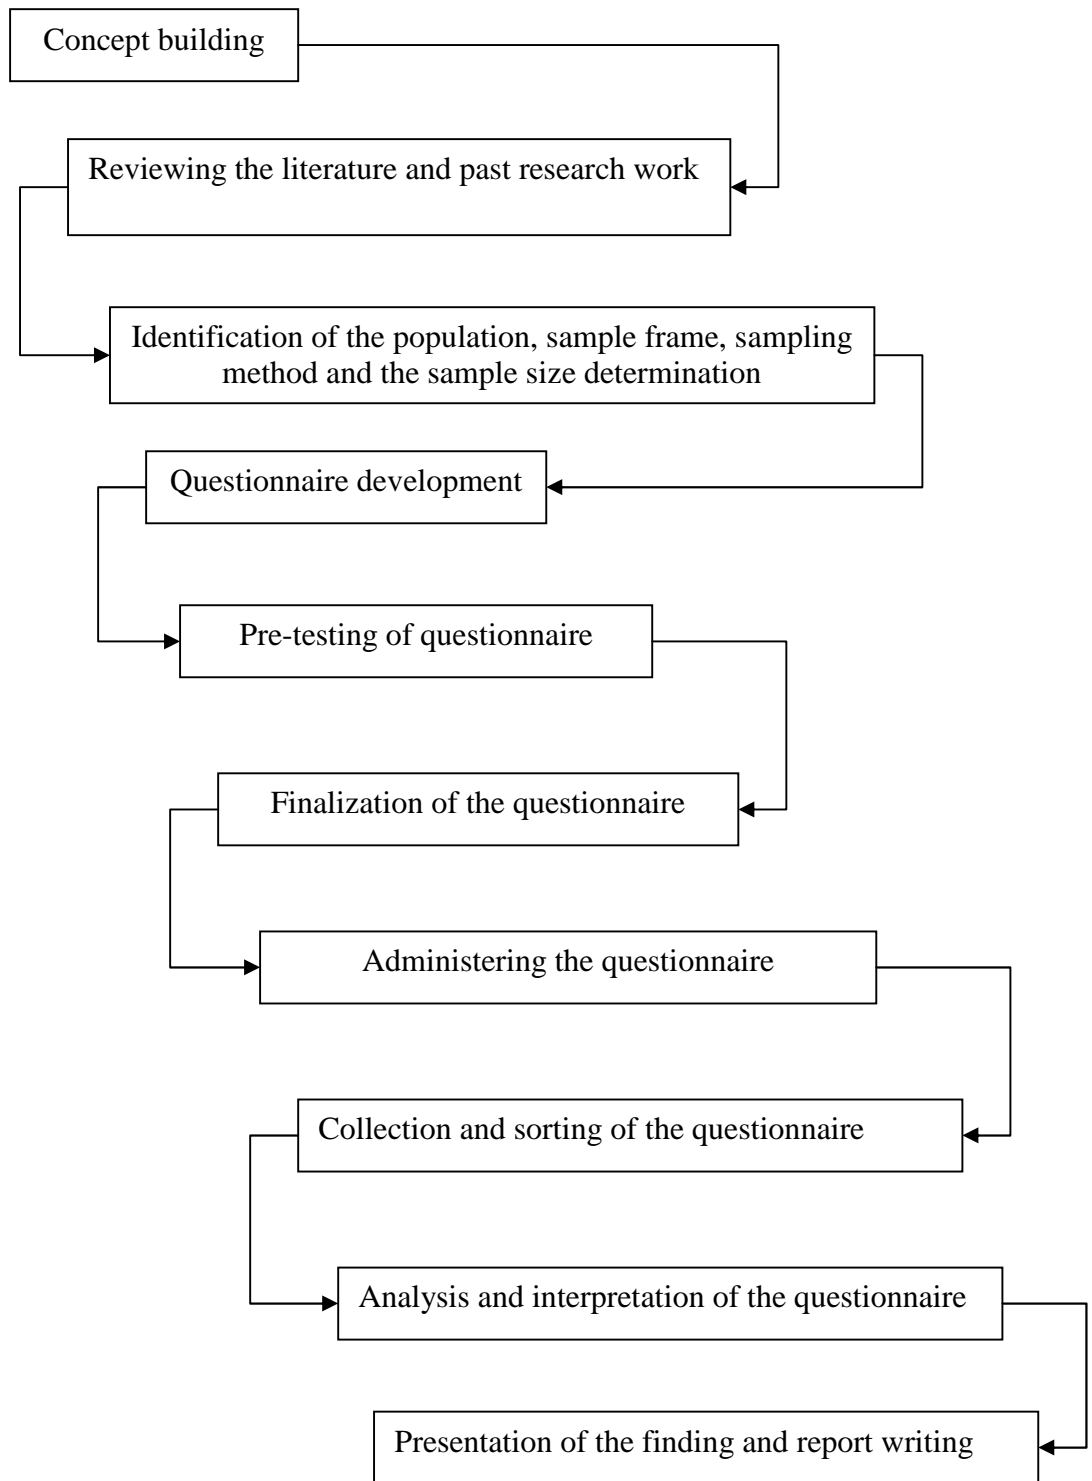 Concept building
Reviewing the literature and past research work
Identification of the population, sample frame, sampling
method and the sample size determination
Questionnaire development
Pre-testing of questionnaire
Finalization of the questionnaire
Administering the questionnaire
Collection and sorting of the questionnaire
Analysis and interpretation of the questionnaire
Presentation of the finding and report writing